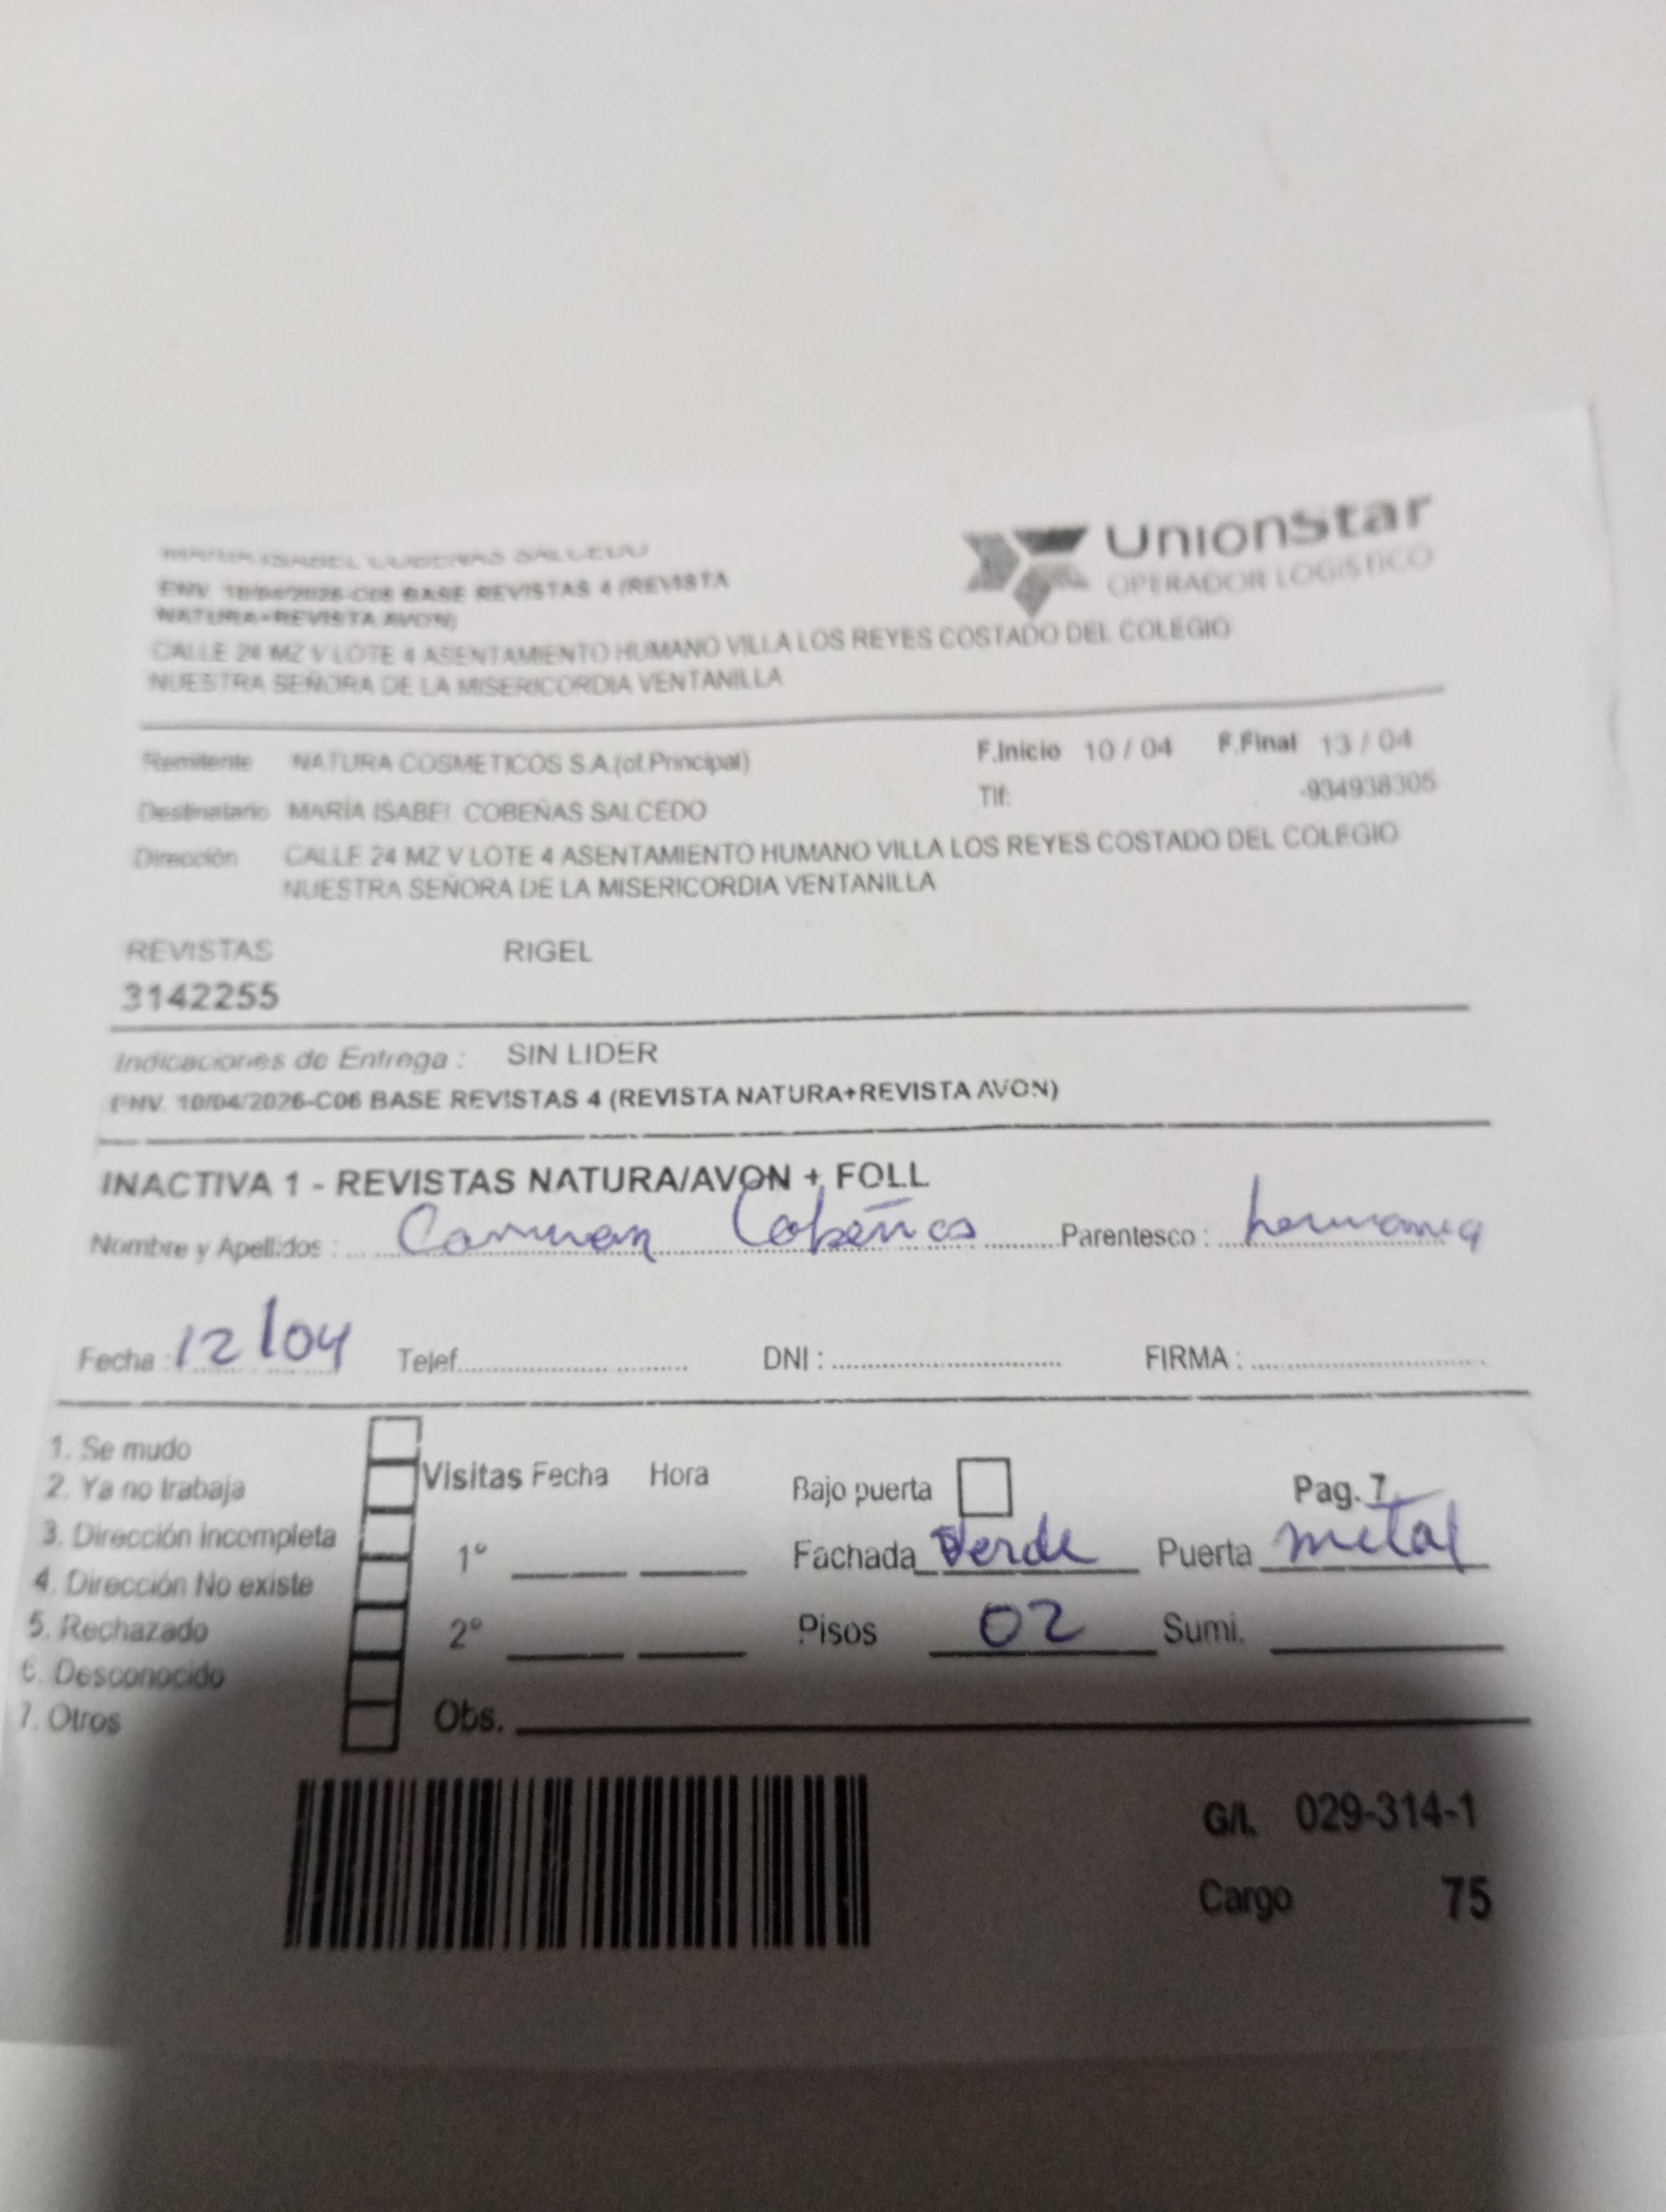 MARIA ISABEL COBEÑAS SALCEDO
UnionStar
OPERADOR LOGÍSTICO
ENV. 10/04/2026-C06 BASE REVISTAS 4 (REVISTA
NATURA+REVISTA AVON)
CALLE 24 MZ V LOTE 4 ASENTAMIENTO HUMANO VILLA LOS REYES COSTADO DEL COLEGIO
NUESTRA SEÑORA DE LA MISERICORDIA VENTANILLA
Remitente NATURA COSMETICOS S.A.(of.Principal) F.Inicio 10 / 04 F.Final 13 / 04
Destinatario MARÍA ISABEL COBEÑAS SALCEDO Tlf: -934938305
Dirección CALLE 24 MZ V LOTE 4 ASENTAMIENTO HUMANO VILLA LOS REYES COSTADO DEL COLEGIO
NUESTRA SEÑORA DE LA MISERICORDIA VENTANILLA
REVISTAS RIGEL
3142255
Indicaciones de Entrega : SIN LIDER
ENV. 10/04/2026-C06 BASE REVISTAS 4 (REVISTA NATURA+REVISTA AVON)
INACTIVA 1 - REVISTAS NATURA/AVON + FOLL
Nombre y Apellidos : Carmen Cobeñas Parentesco : hermana
Fecha : 12/04 Telef. DNI : FIRMA :
1. Se mudo
2. Ya no trabaja
3. Dirección incompleta
4. Dirección No existe
5. Rechazado
6. Desconocido
7. Otros
Visitas Fecha Hora Bajo puerta Pag. 7
1° Fachada Verde Puerta metal
2° Pisos 02 Sumi.
Obs.
G/L 029-314-1
Cargo 75